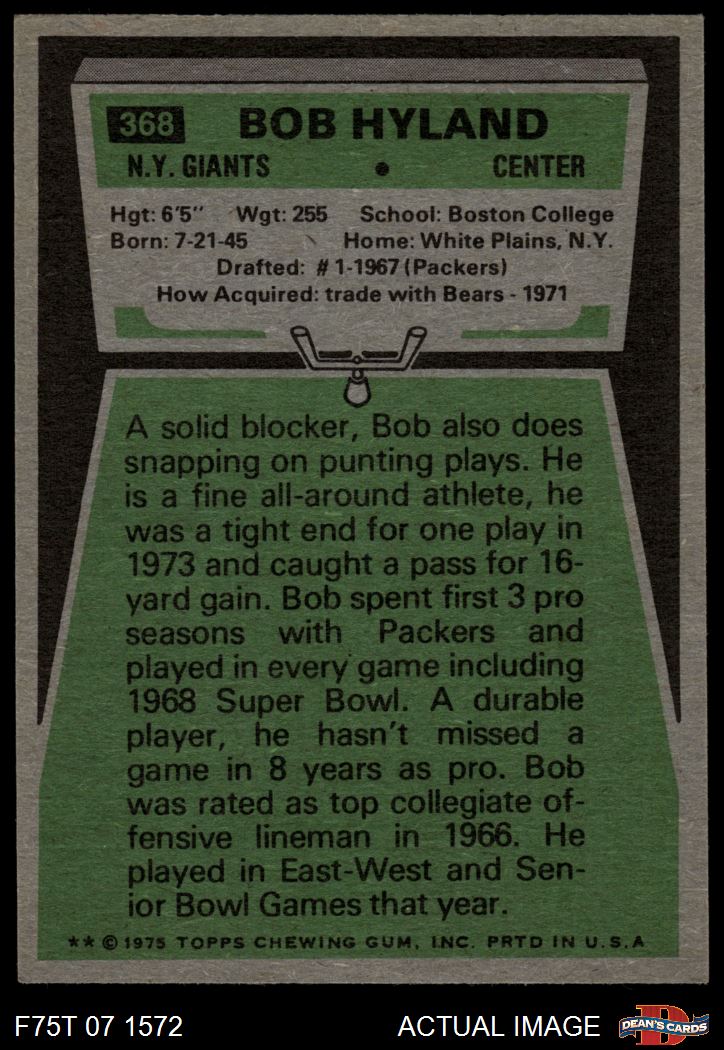 368 BOB HYLAND
N.Y. GIANTS • CENTER
Hgt: 6'5" Wgt: 255 School: Boston College
Born: 7-21-45 Home: White Plains, N.Y.
Drafted: #1-1967 (Packers)
How Acquired: trade with Bears - 1971
A solid blocker, Bob also does
snapping on punting plays. He
is a fine all-around athlete, he
was a tight end for one play in
1973 and caught a pass for 16-
yard gain. Bob spent first 3 pro
seasons with Packers and
played in every game including
1968 Super Bowl. A durable
player, he hasn't missed a
game in 8 years as pro. Bob
was rated as top collegiate of-
fensive lineman in 1966. He
played in East-West and Sen-
ior Bowl Games that year.
** © 1975 TOPPS CHEWING GUM, INC. PRTD IN U.S.A
F75T 07 1572 ACTUAL IMAGE D DEAN'S CARDS